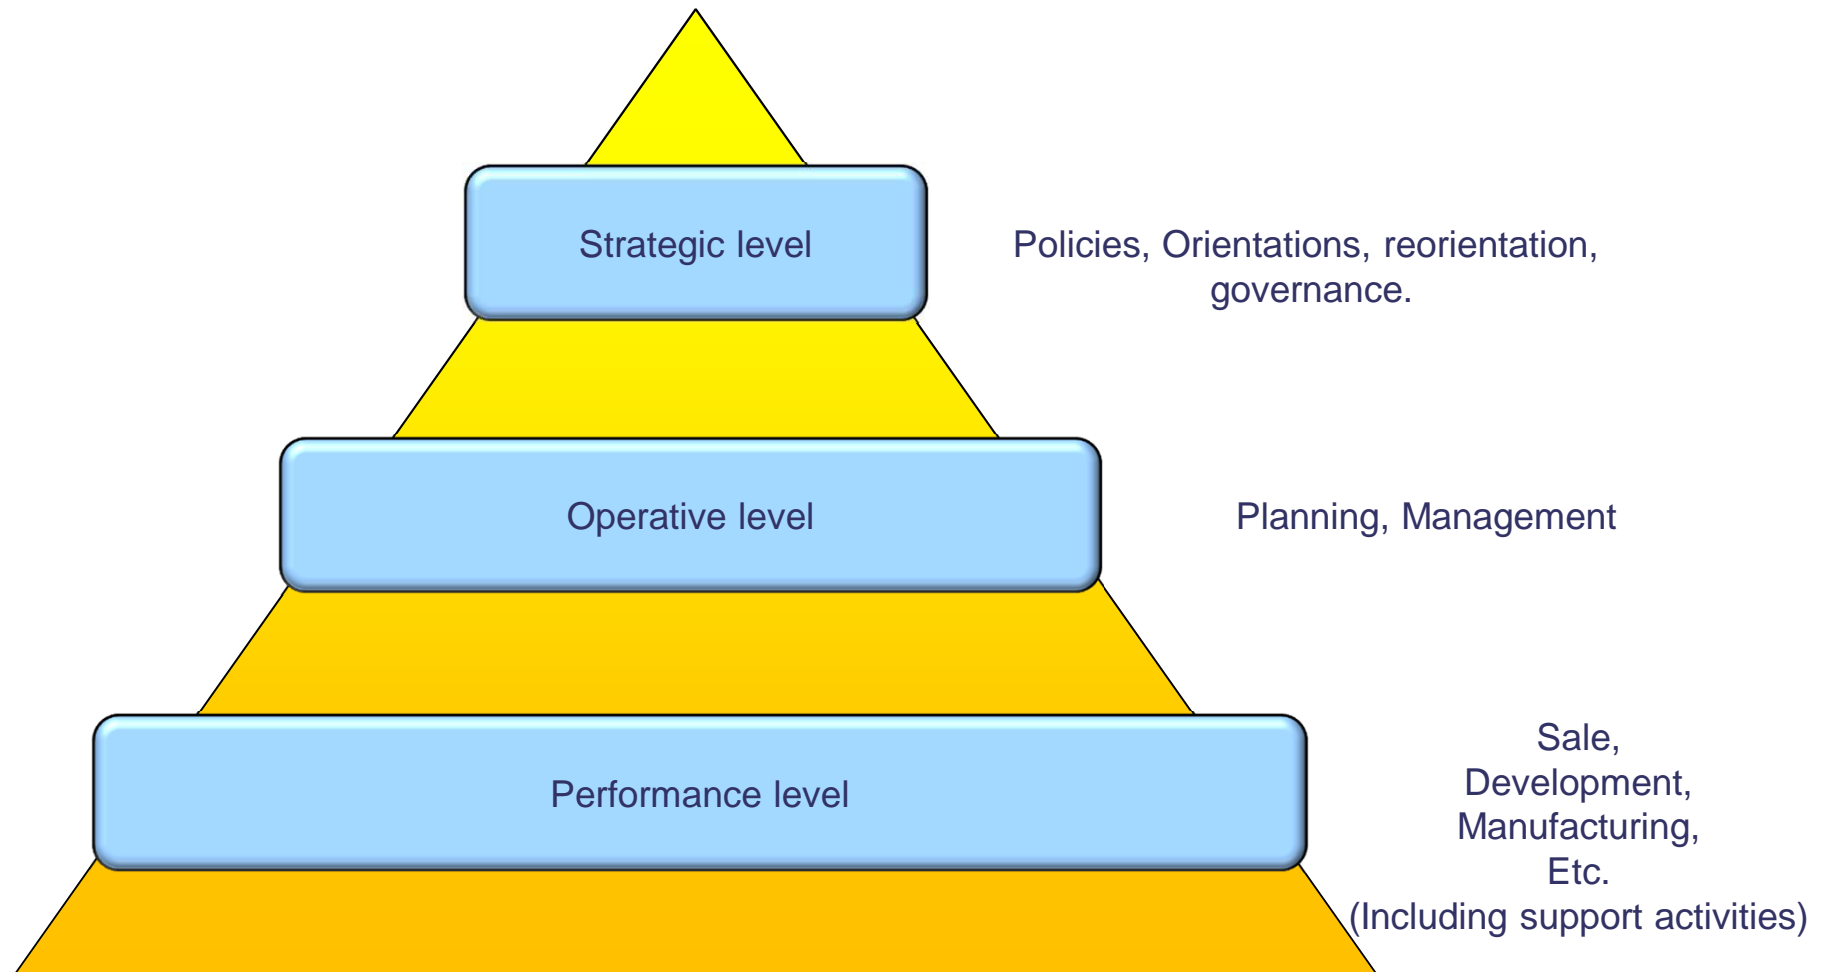 Strategic level
Policies, Orientations, reorientation,
governance.
Operative level
Planning, Management
Performance level
Sale,
Development,
Manufacturing,
Etc.
(Including support activities)